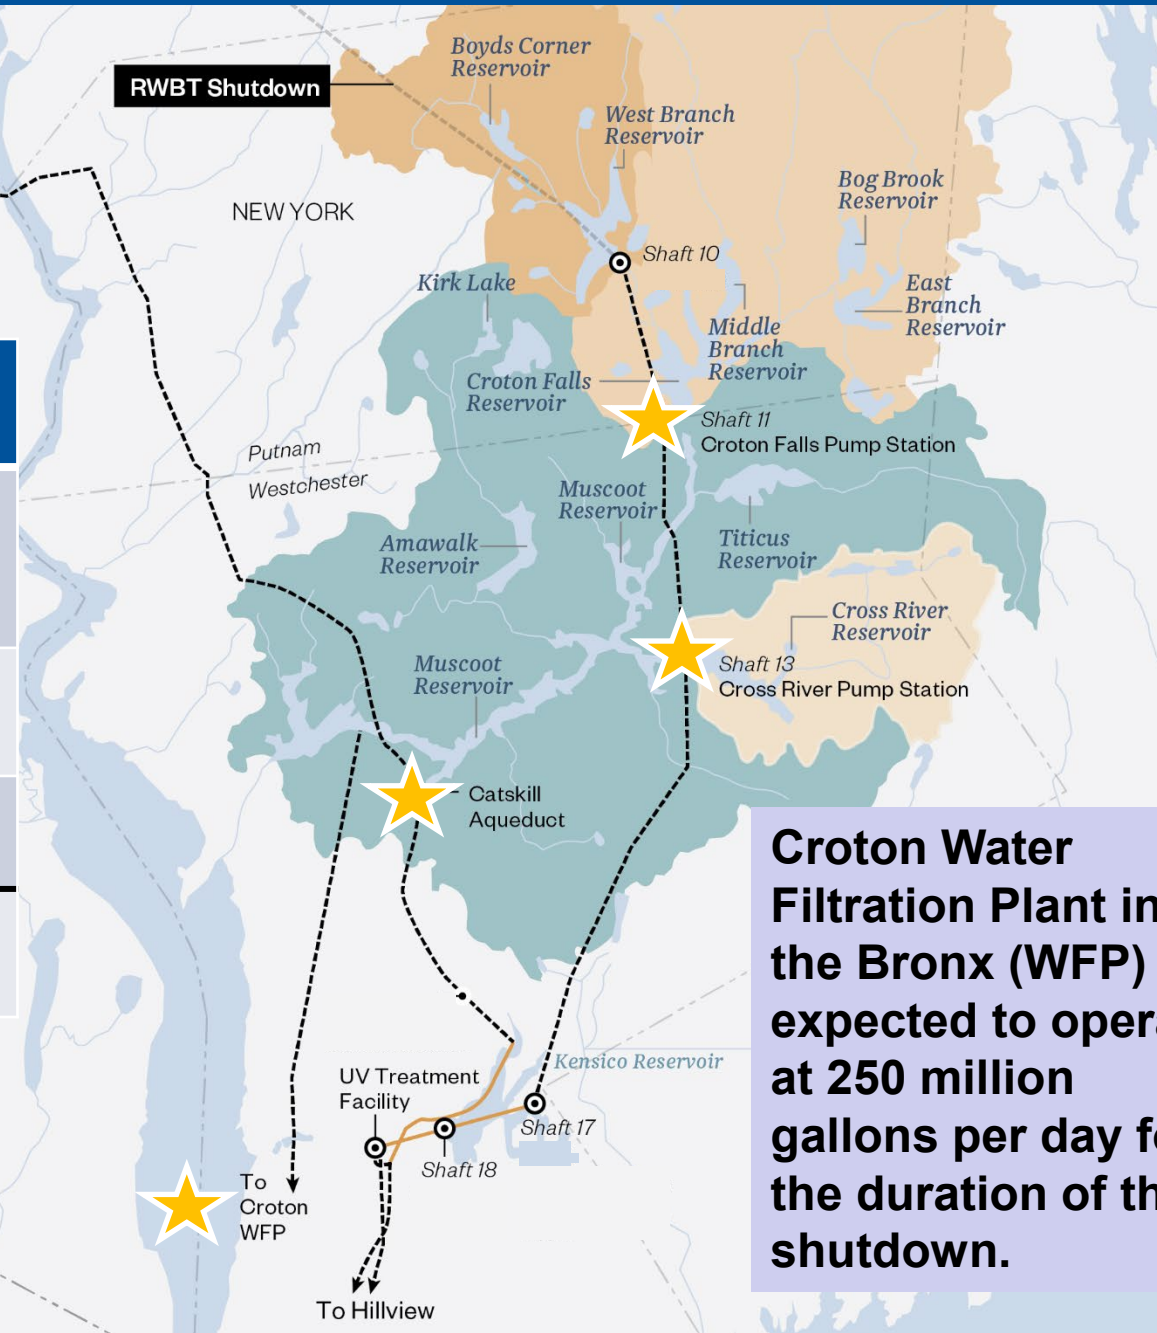 Boyds Corner
Reservoir
RWBT Shutdown
West Branch
Reservoir
Bog Brook
Reservoir
NEW YORK
Shaft 10
Kirk Lake
East
Branch
Reservoir
Middle
Branch
Reservoir
Croton Falls
Reservoir
Shaft 11
Croton Falls Pump Station
Putnam
Westchester
Muscoot
Reservoir
Amawalk
Reservoir
Titicus
Reservoir
Cross River
Reservoir
Muscoot
Reservoir
Shaft 13
Cross River Pump Station
Catskill
Aqueduct
Croton Water
Filtration Plant in
the Bronx (WFP)
expected to opera
at 250 million
gallons per day fo
the duration of th
shutdown.
Kensico Reservoir
UV Treatment
Facility
Shaft 17
Shaft 18
To
Croton
WFP
To Hillview